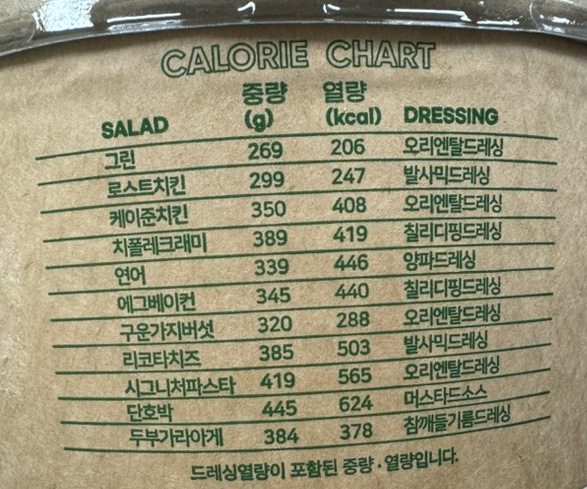 CALORIE CHART
SALAD 중량 (g) 열량 (kcal) DRESSING
그린 269 206 오리엔탈드레싱
로스트치킨 299 247 발사믹드레싱
케이준치킨 350 408 오리엔탈드레싱
치폴레크래미 389 419 칠리디핑드레싱
연어 339 446 양파드레싱
에그베이컨 345 440 칠리디핑드레싱
구운가지버섯 320 288 오리엔탈드레싱
리코타치즈 385 503 발사믹드레싱
시그니처파스타 419 565 오리엔탈드레싱
단호박 445 624 머스타드소스
두부가라아게 384 378 참깨들기름드레싱
드레싱열량이 포함된 중량·열량입니다.